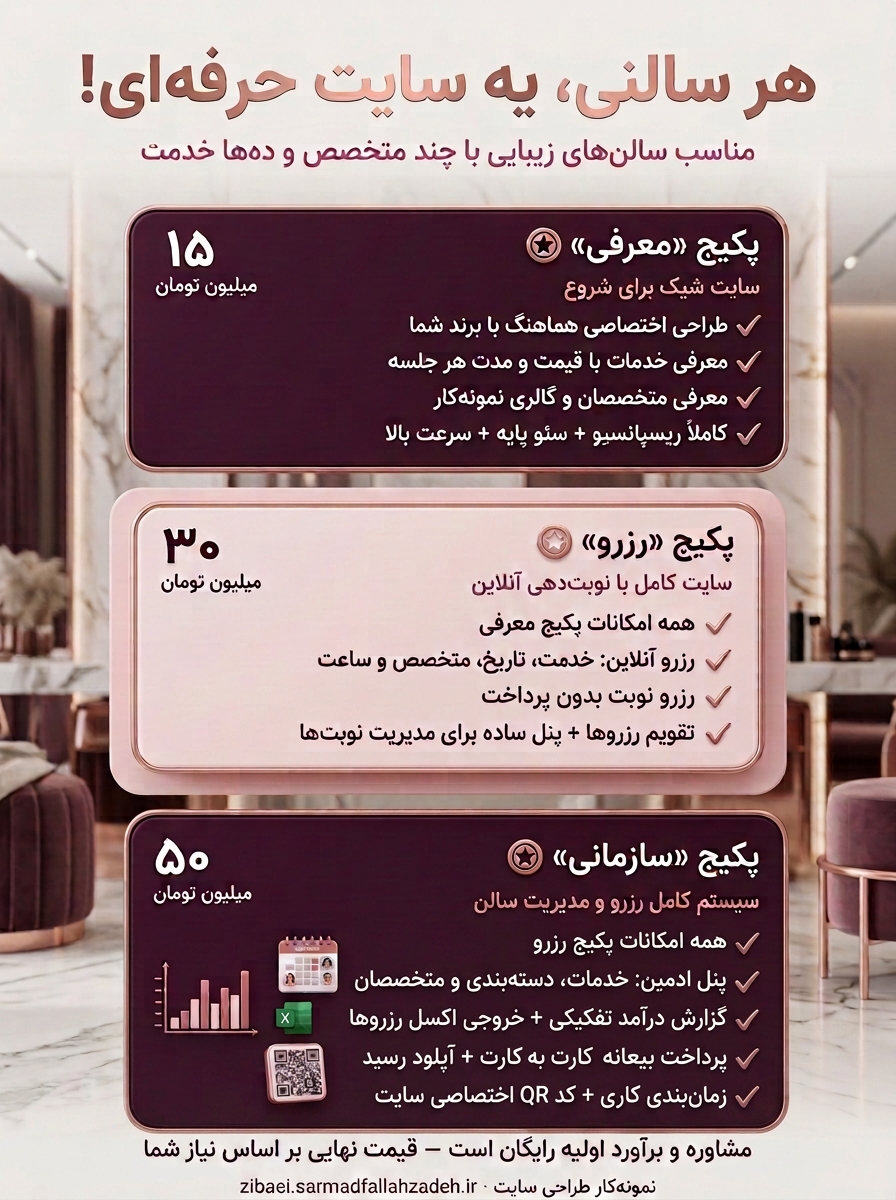 هر سالنی، یه سایت حرفه‌ای!
مناسب سالن‌های زیبایی با چند متخصص و ده‌ها خدمت
پکیج «معرفی»
۱۵
میلیون تومان
سایت شیک برای شروع
طراحی اختصاصی هماهنگ با برند شما
معرفی خدمات با قیمت و مدت هر جلسه
معرفی متخصصان و گالری نمونه‌کار
کاملاً ریسپانسیو + سئو پایه + سرعت بالا
پکیج «رزرو»
۳۰
میلیون تومان
سایت کامل با نوبت‌دهی آنلاین
همه امکانات پکیج معرفی
رزرو آنلاین: خدمت، تاریخ، متخصص و ساعت
رزرو نوبت بدون پرداخت
تقویم رزروها + پنل ساده برای مدیریت نوبت‌ها
پکیج «سازمانی»
۵۰
میلیون تومان
سیستم کامل رزرو و مدیریت سالن
همه امکانات پکیج رزرو
پنل ادمین: خدمات، دسته‌بندی و متخصصان
گزارش درآمد تفکیکی + خروجی اکسل رزروها
X
پرداخت بیعانه کارت به کارت + آپلود رسید
زمان‌بندی کاری + کد QR اختصاصی سایت
مشاوره و برآورد اولیه رایگان است – قیمت نهایی بر اساس نیاز شما
نمونه‌کار طراحی سایت · zibaei.sarmadfallahzadeh.ir